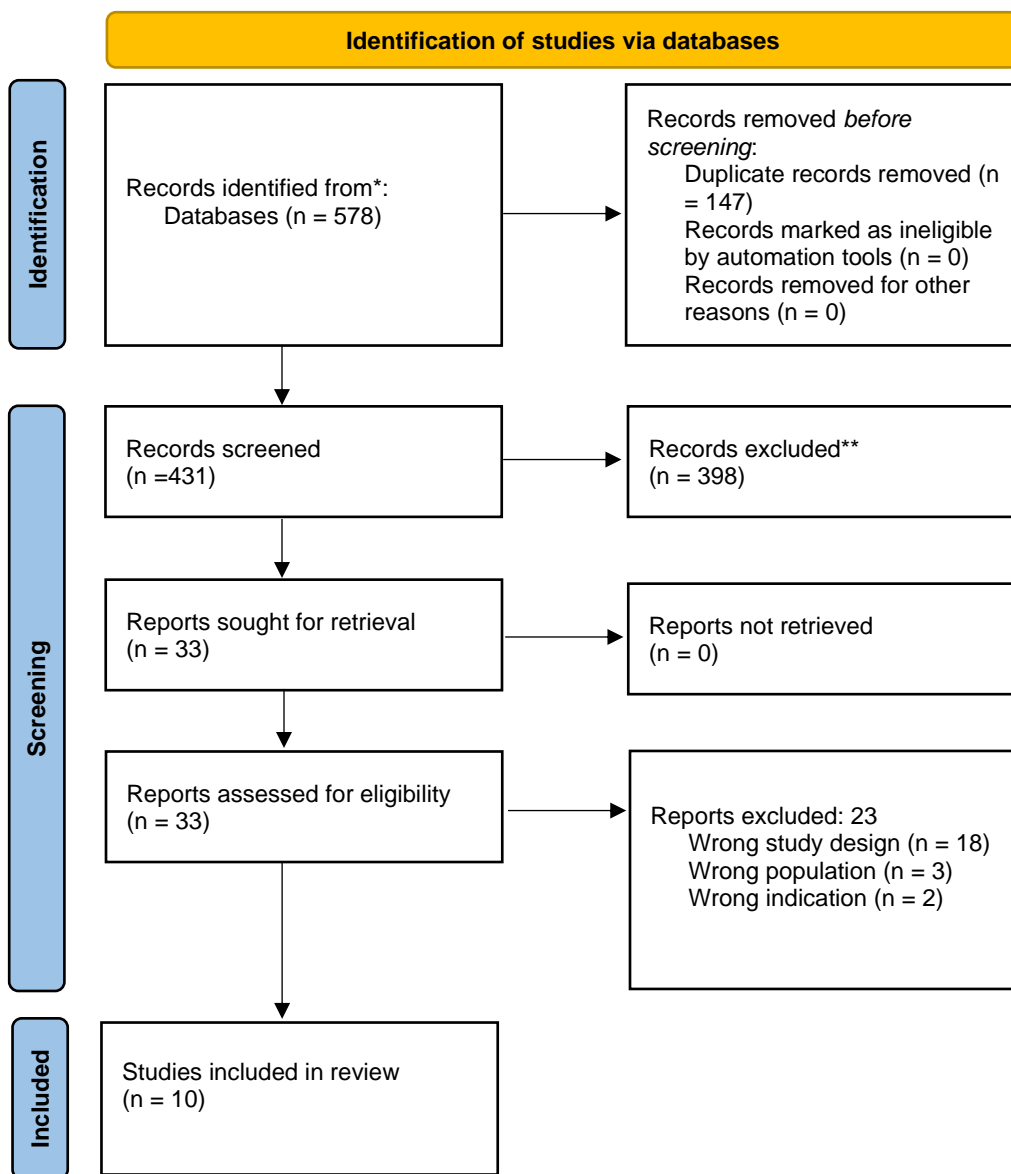 Identification of studies via databases
Identification
Records identified from*:
Databases (n = 578)
Records removed before
screening:
Duplicate records removed (n
= 147)
Records marked as ineligible
by automation tools (n = 0)
Records removed for other
reasons (n = 0)
Screening
Records screened
(n =431)
Records excluded**
(n = 398)
Reports sought for retrieval
(n = 33)
Reports not retrieved
(n = 0)
Reports assessed for eligibility
(n = 33)
Reports excluded: 23
Wrong study design (n = 18)
Wrong population (n = 3)
Wrong indication (n = 2)
Included
Studies included in review
(n = 10)